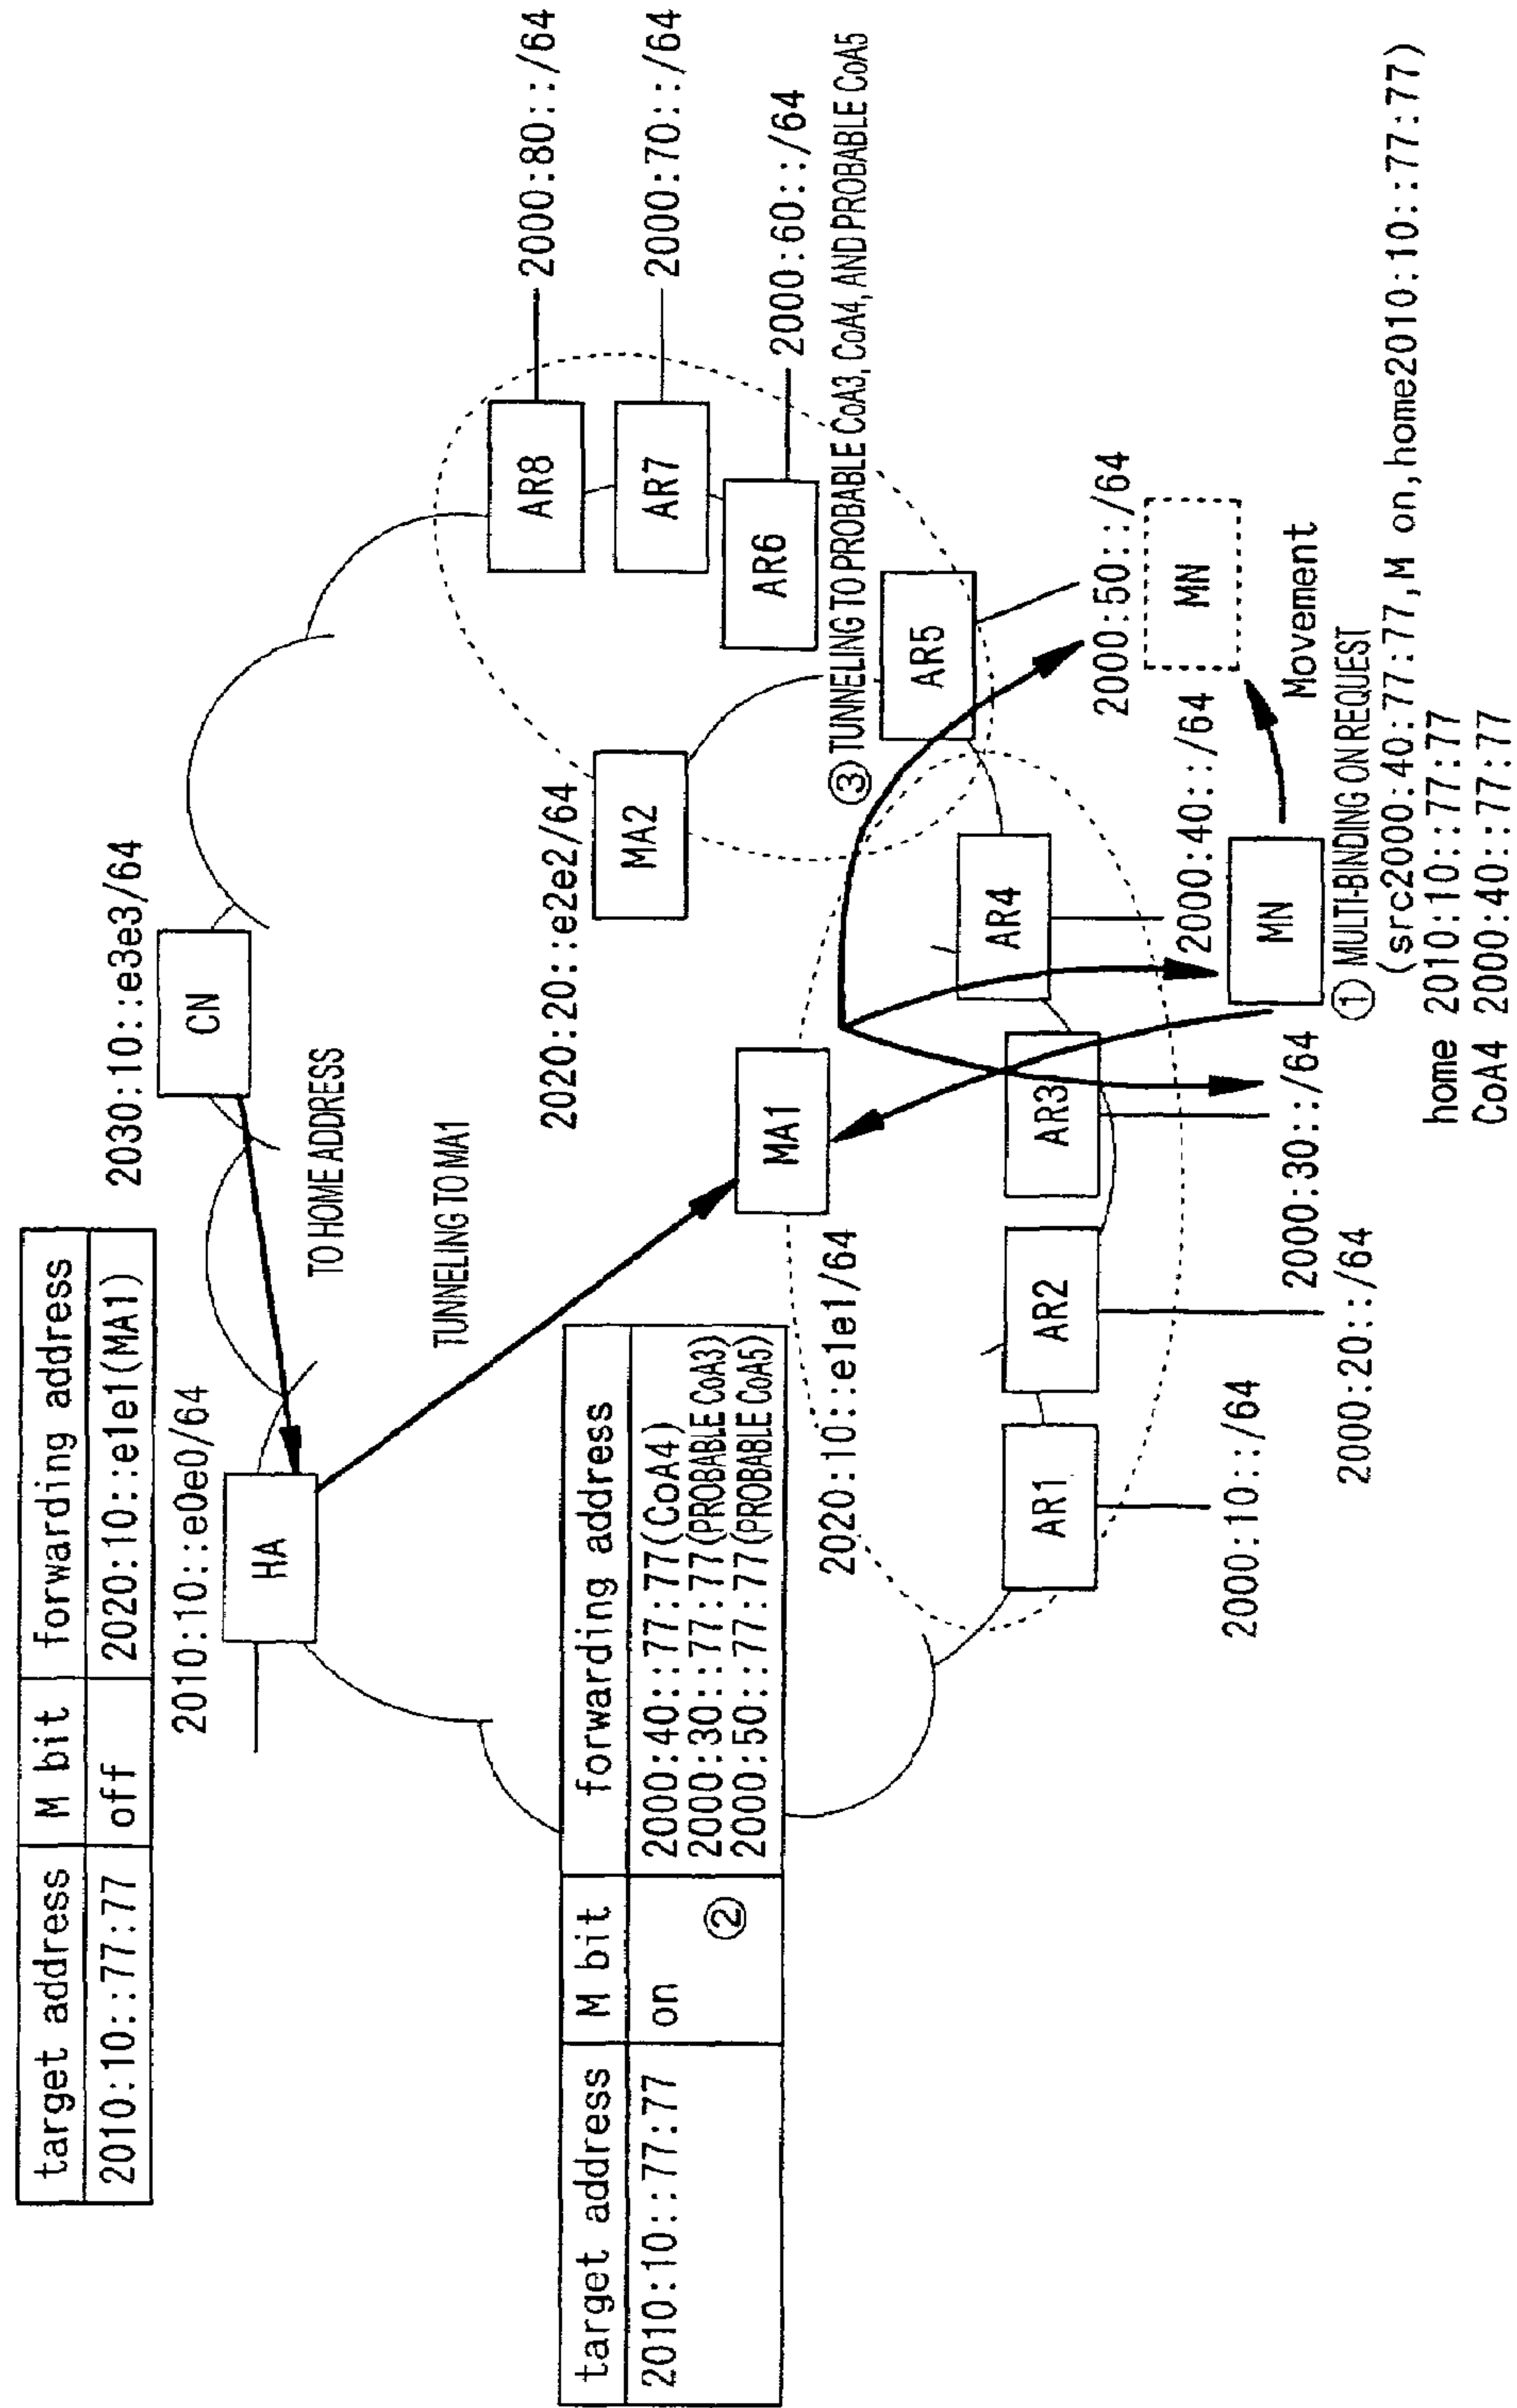 target address M bit forwarding address
2010:10::77:77 off 2020:10::e1e1(MA1)
2010:10::e0e0/64
HA
2030:10::e3e3/64
CN
TO HOME ADDRESS
TUNNELING TO MA1
target address M bit forwarding address
2010:10::77:77 on 2000:40::77:77(CoA4)
② 2000:30::77:77(PROBABLE CoA3)
2000:50::77:77(PROBABLE CoA5)
2020:20::e2e2/64
MA2
AR8
2000:80::/64
AR7
2000:70::/64
AR6
2000:60::/64
2020:10::e1e1/64
MA1
③ TUNNELING TO PROBABLE CoA3, CoA4, AND PROBABLE CoA5
AR5
2000:50::/64
AR1
AR2
AR3
AR4
2000:10::/64
2000:20::/64
2000:30::/64
2000:40::/64
MN
MN
Movement
① MULTI-BINDING ON REQUEST
(src2000:40::77:77,M on,home2010:10::77:77)
home 2010:10::77:77
CoA4 2000:40::77:77